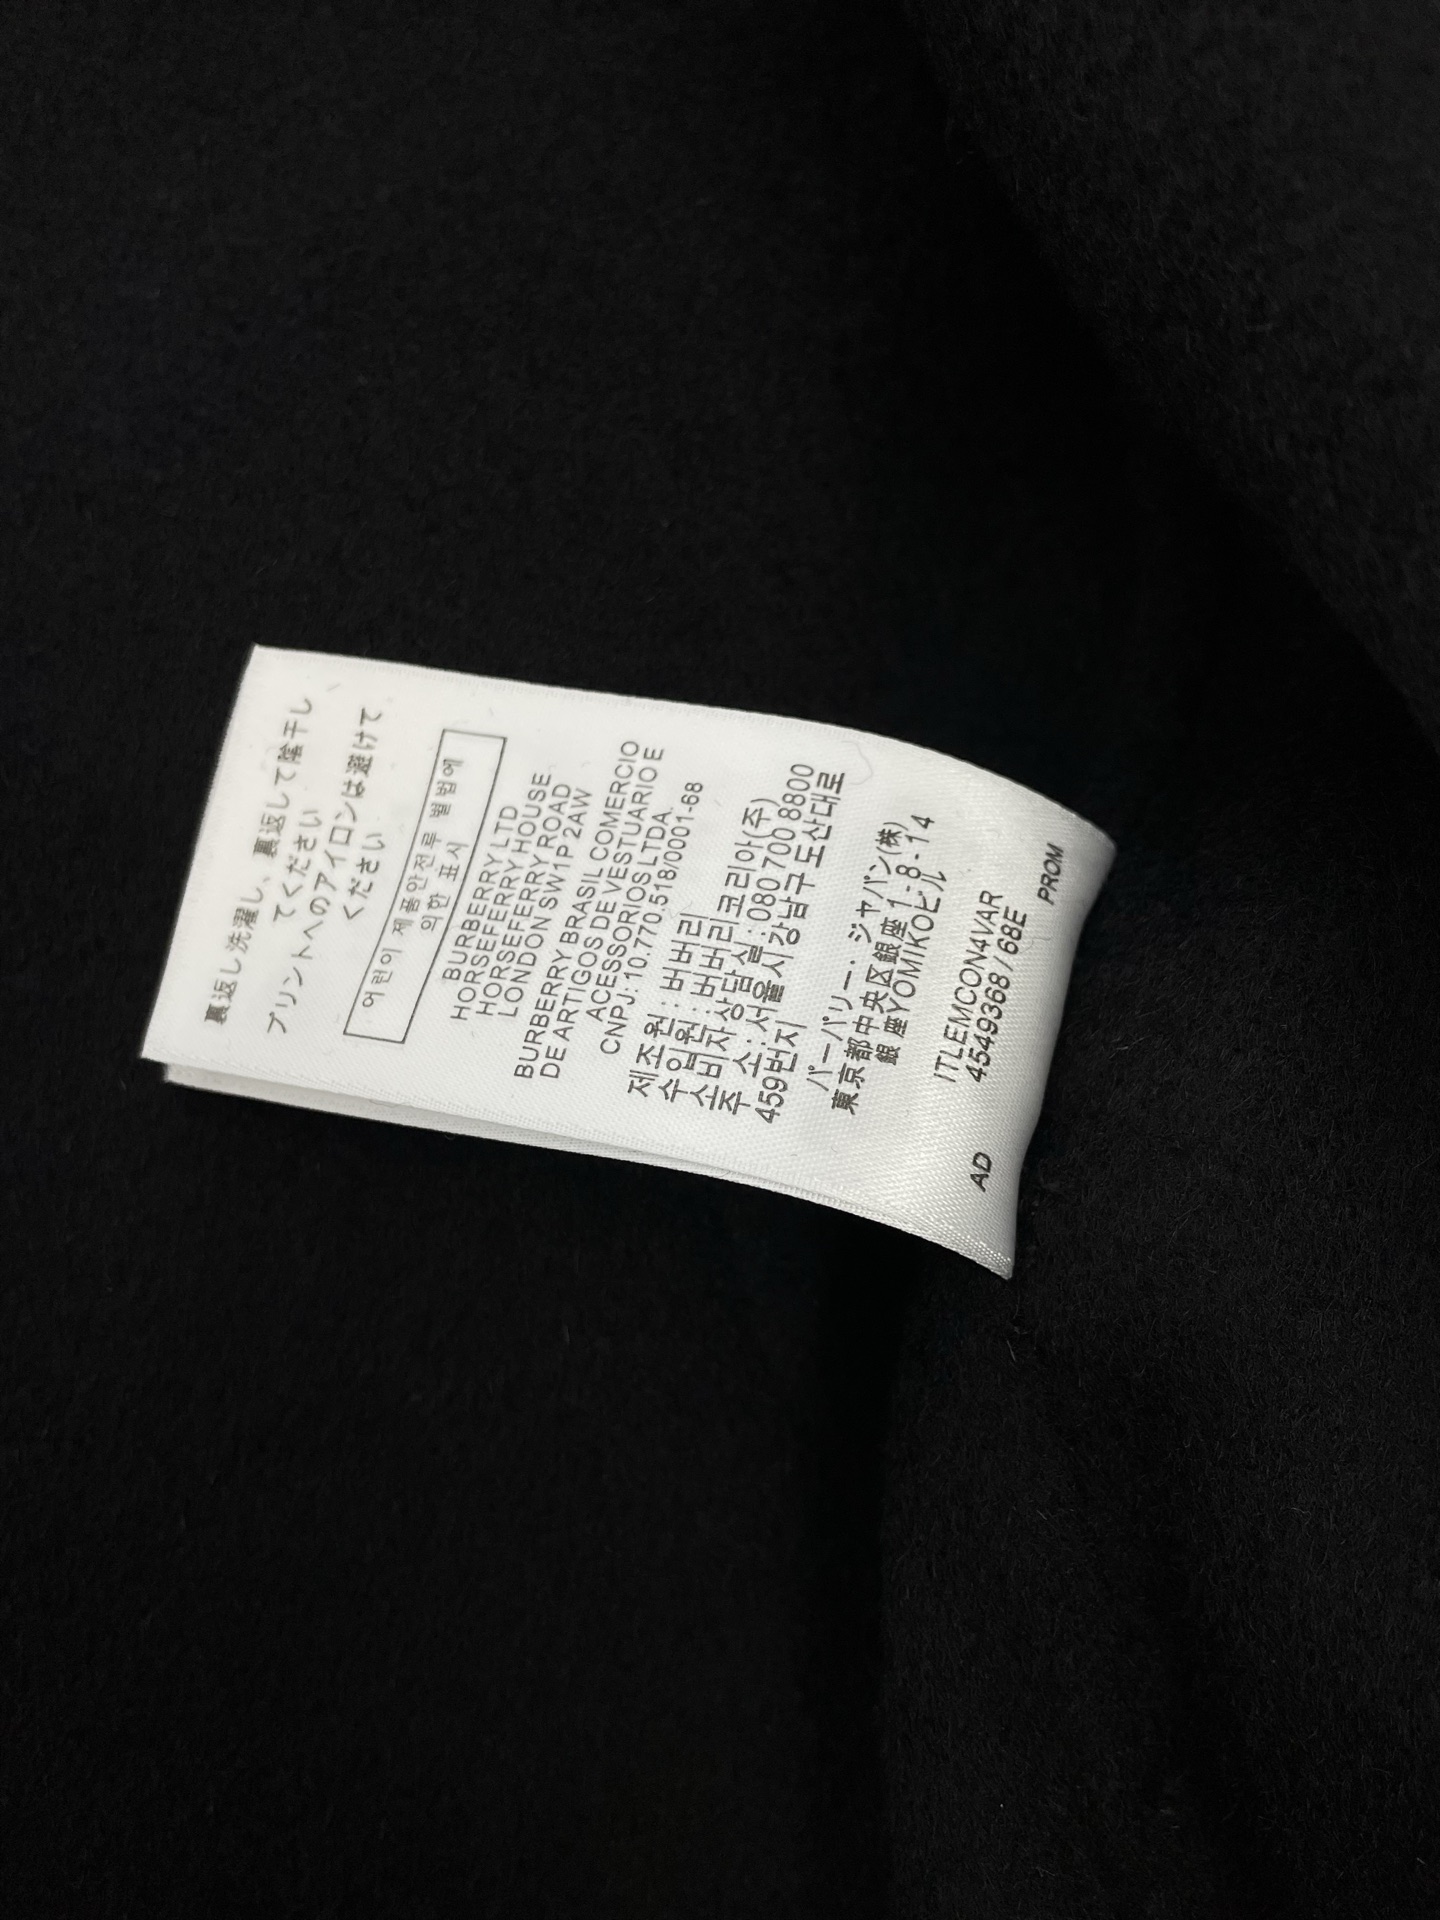 裏返し洗濯し、裏返して陰干し
てください
プリントへのアイロンは避けて
ください
어린이 제품안전특별법에
의한 표시
BURBERRY LTD
HORSEFERRY HOUSE
HORSEFERRY ROAD
LONDON SW1P 2AW
BURBERRY BRASIL COMERCIO
DE ARTIGOS DE VESTUARIO E
ACESSORIOS LTDA.
CNPJ: 10.770.518/0001-68
제조원 : 버버리
수입원 : 버버리 코리아(주)
소비자상담실 : 080 700 8800
주 소 : 서울시강남구 도산대로
459번지
バーバリー・ジャパン(株)
東京都中央区銀座 1-8-14
銀座YOMIKOビル
ITLEMCON4VAR
4549368 / 68E
AD PROM